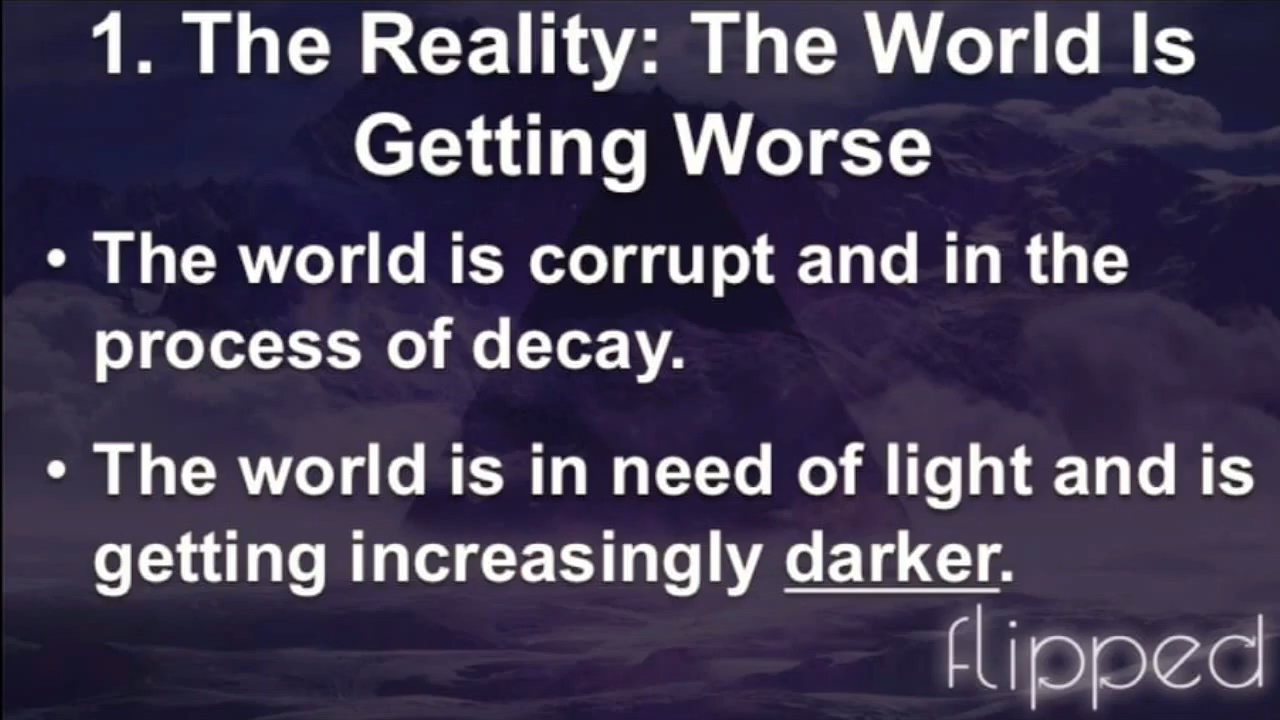 1. The Reality: The World Is
Getting Worse
• The world is corrupt and in the
process of decay.
• The world is in need of light and is
getting increasingly darker.
flipped